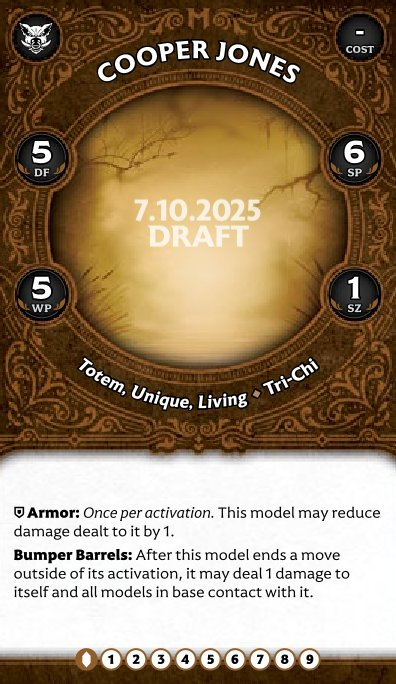 COOPER JONES
-
COST
5
DF
6
SP
7.10.2025
DRAFT
5
WP
1
SZ
Totem, Unique, Living ◆ Tri-Chi
Armor: Once per activation. This model may reduce
damage dealt to it by 1.
Bumper Barrels: After this model ends a move
outside of its activation, it may deal 1 damage to
itself and all models in base contact with it.
1 2 3 4 5 6 7 8 9